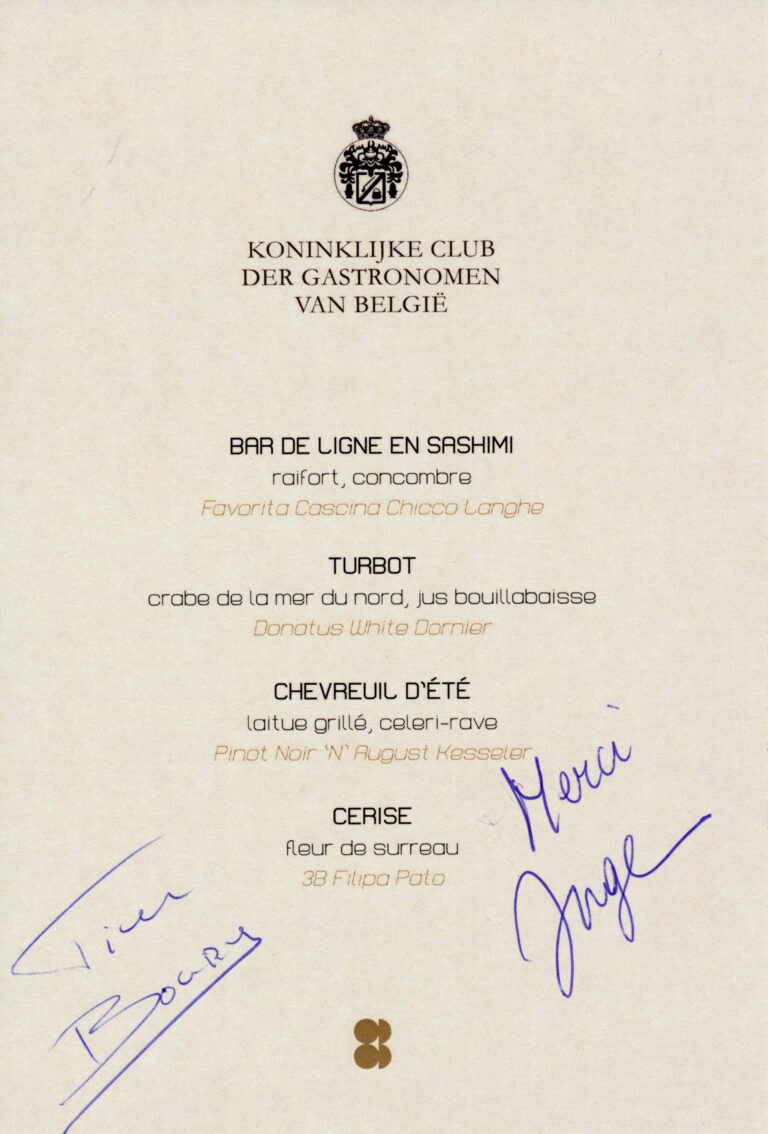 KONINKLIJKE CLUB
DER GASTRONOMEN
VAN BELGIË
BAR DE LIGNE EN SASHIMI
raifort, concombre
Favorita Cascina Chicco Langhe
TURBOT
crabe de la mer du nord, jus bouillabaisse
Donatus White Dornier
CHEVREUIL D'ÉTÉ
laitue grillé, celeri-rave
Pinot Noir 'N' August Kesseler
CERISE
fleur de surreau
3B Filipa Pato
Merci
Jorge
Boury